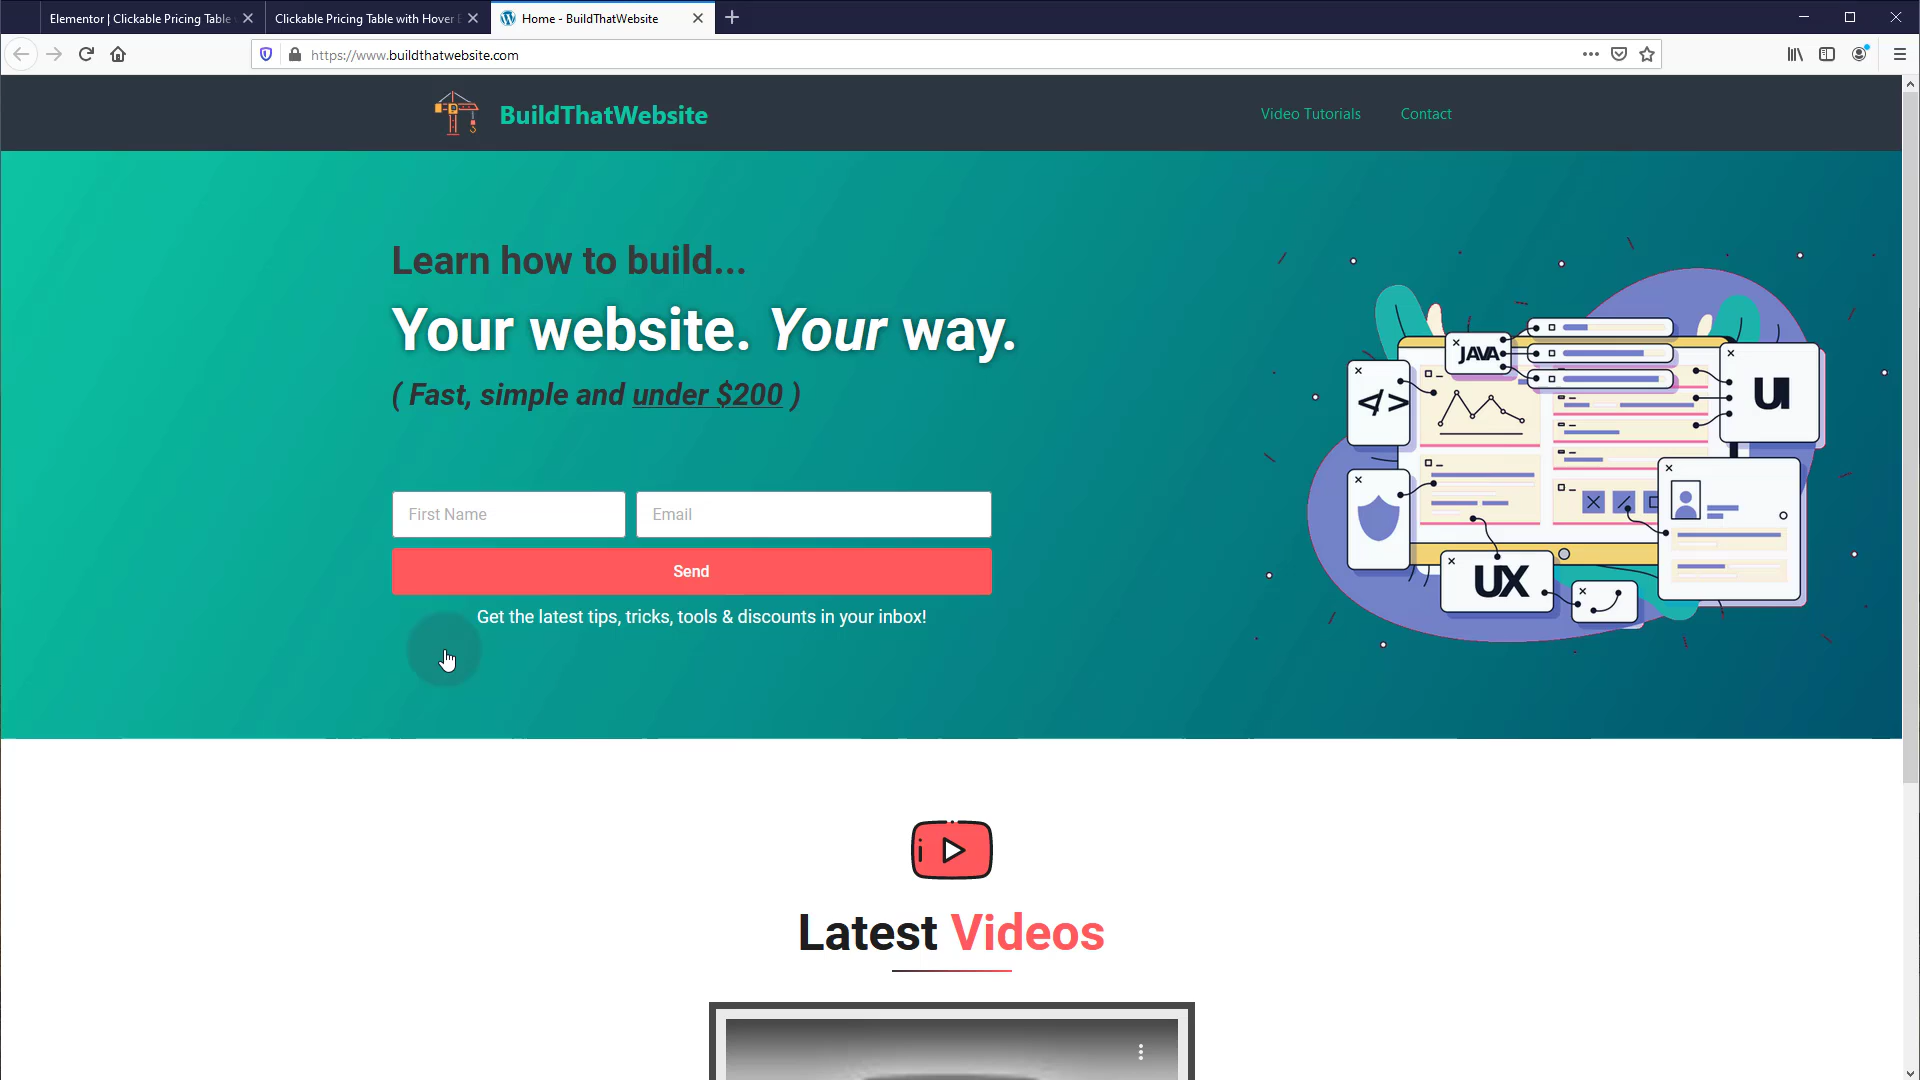 Elementor | Clickable Pricing Table
Clickable Pricing Table with Hover
Home - BuildThatWebsite
https://www.buildthatwebsite.com
BuildThatWebsite
Video Tutorials
Contact
Learn how to build...
Your website. Your way.
( Fast, simple and under $200 )
First Name
Email
Send
Get the latest tips, tricks, tools & discounts in your inbox!
JAVA
</>
UI
UX
Latest Videos